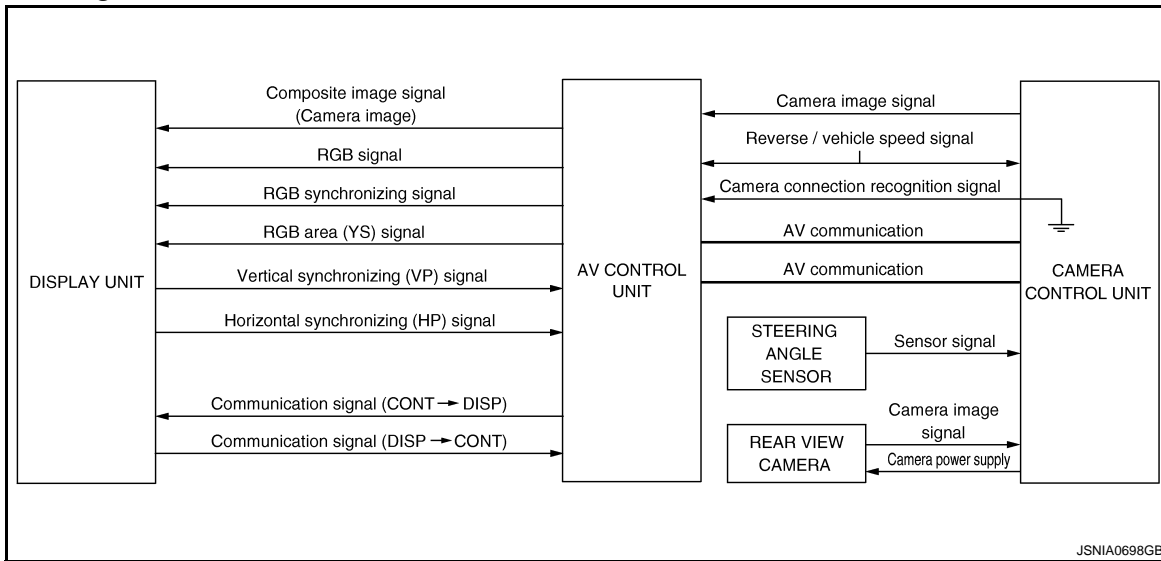 Composite image signal
(Camera image)
RGB signal
RGB synchronizing signal
RGB area (YS) signal
Vertical synchronizing (VP) signal
Horizontal synchronizing (HP) signal
Communication signal (CONT → DISP)
Communication signal (DISP → CONT)
DISPLAY UNIT
AV CONTROL
UNIT
Camera image signal
Reverse / vehicle speed signal
Camera connection recognition signal
AV communication
AV communication
STEERING
ANGLE
SENSOR
Sensor signal
REAR VIEW
CAMERA
Camera image
signal
Camera power supply
CAMERA
CONTROL UNIT
JSNIA0698GB